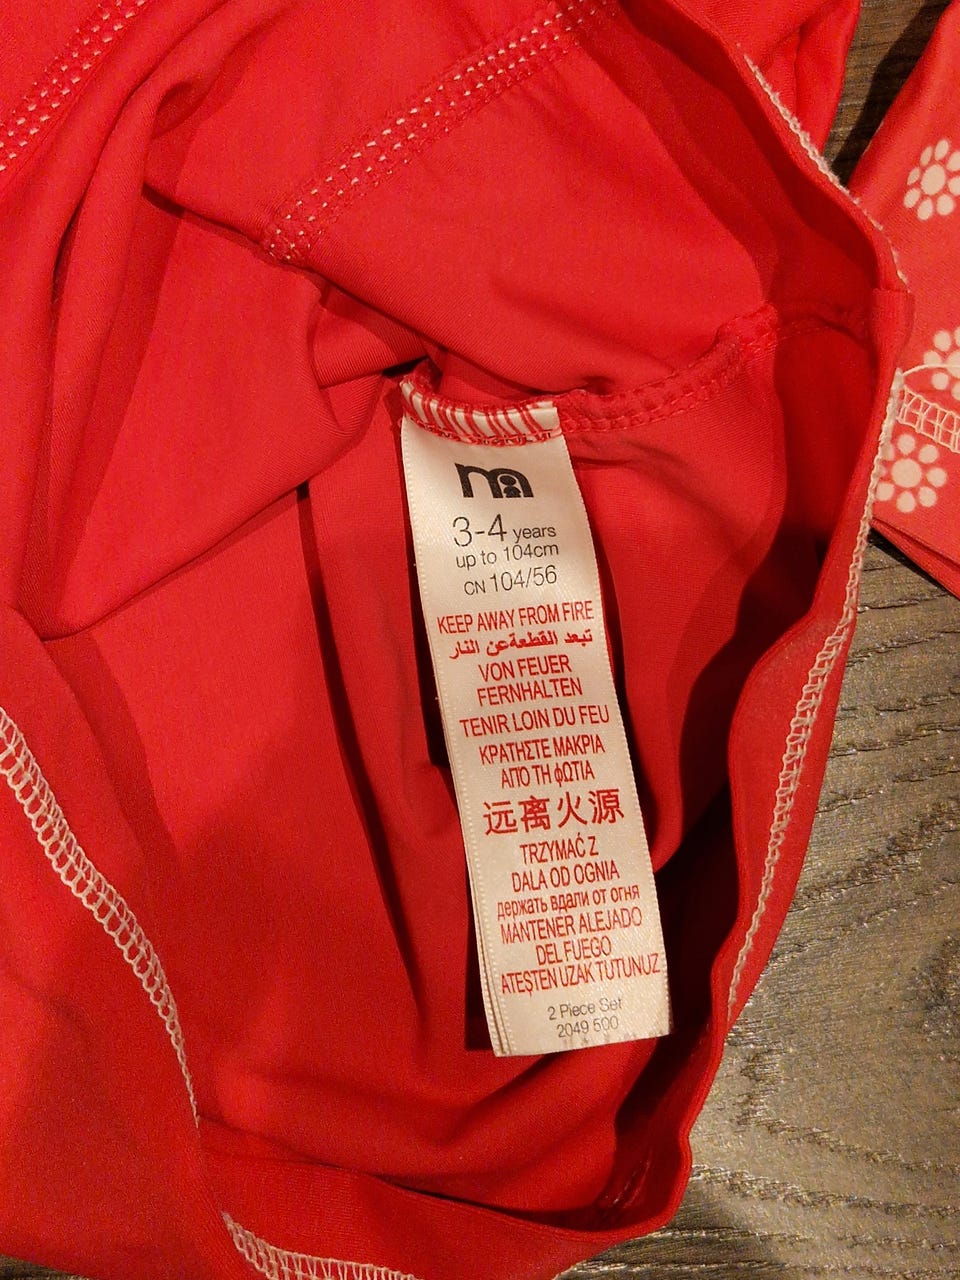 m
3-4 years
up to 104cm
CN 104/56
KEEP AWAY FROM FIRE
تبعد القطعة عن النار
VON FEUER
FERNHALTEN
TENIR LOIN DU FEU
ΚΡΑΤΗΣΤΕ ΜΑΚΡΙΑ
ΑΠΟ ΤΗ ΦΩΤΙΑ
远离火源
TRZYMAĆ Z
DALA OD OGNIA
держать вдали от огня
MANTENER ALEJADO
DEL FUEGO
ATEŞTEN UZAK TUTUNUZ
2 Piece Set
2049 500